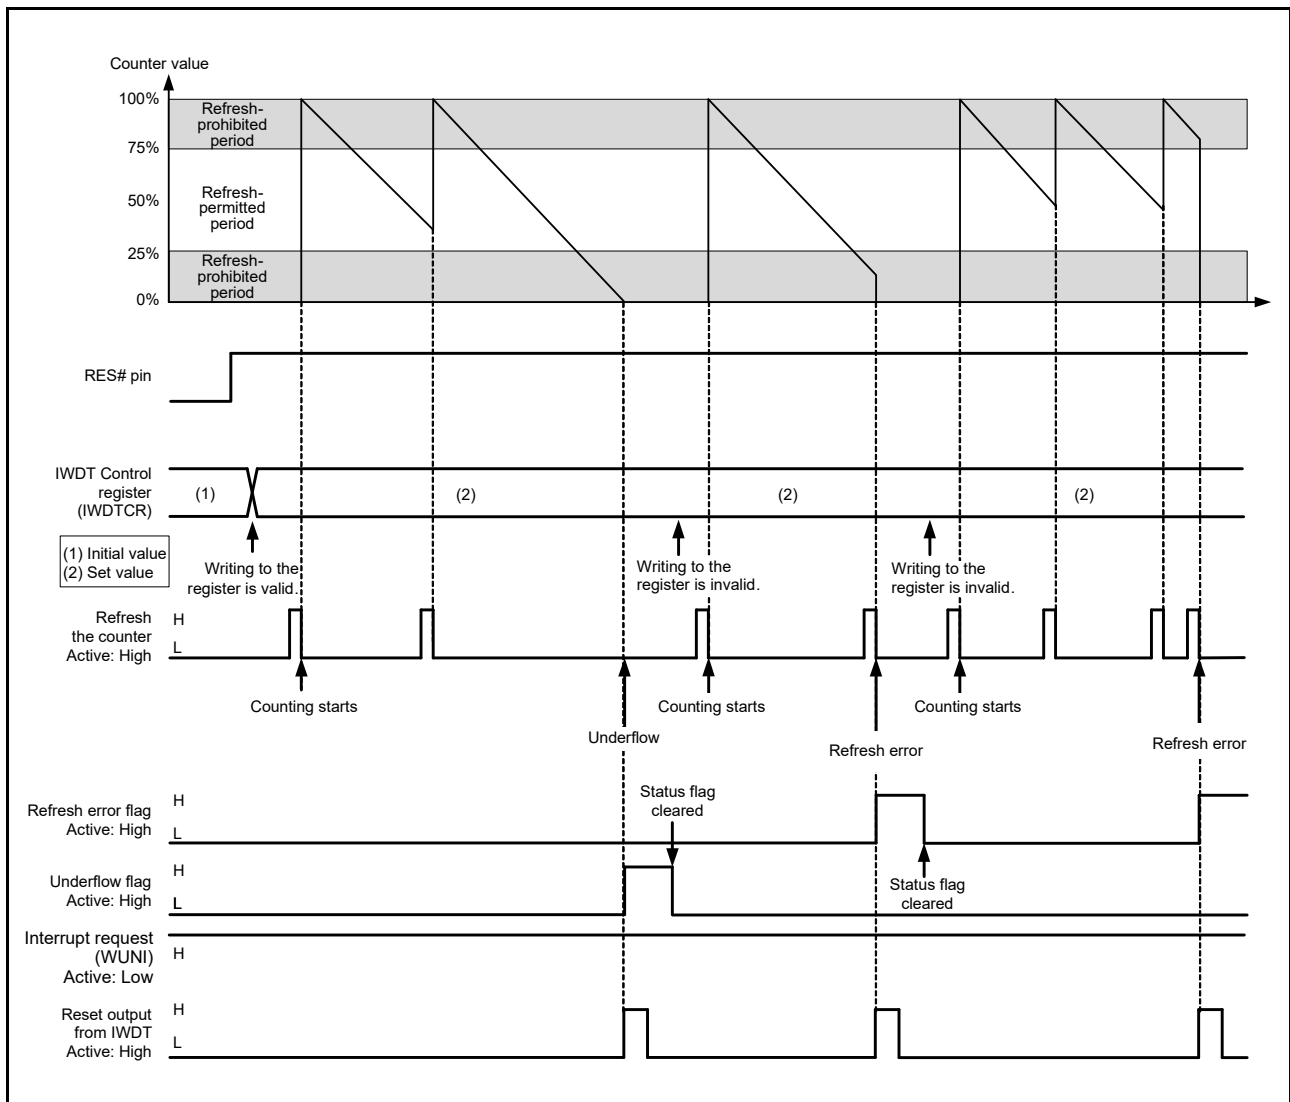 Counter value
100%
Refresh-
prohibited
period
75%
50%
Refresh-
permitted
period
25%
Refresh-
prohibited
period
0%
RES# pin
IWDT Control
register
(IWDTCR)
(1)
(2)
(2)
(2)
(1) Initial value
(2) Set value
Writing to the
register is valid.
Writing to the
register is invalid.
Writing to the
register is invalid.
Refresh
the counter
Active: High
H
L
Counting starts
Counting starts
Counting starts
Underflow
Refresh error
Refresh error
Refresh error flag
Active: High
H
L
Status flag
cleared
Status flag
cleared
Underflow flag
Active: High
H
L
Interrupt request
(WUNI)
Active: Low
H
Reset output
from IWDT
Active: High
H
L